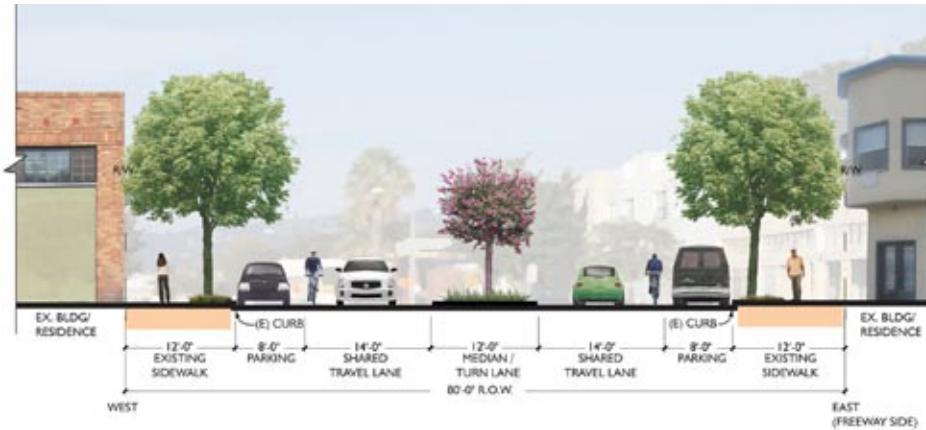 R/W
R/W
EX. BLDG/
RESIDENCE
(E) CURB
(E) CURB
EX. BLDG/
RESIDENCE
12'-0"
EXISTING
SIDEWALK
8'-0"
PARKING
14'-0"
SHARED
TRAVEL LANE
12'-0"
MEDIAN /
TURN LANE
14'-0"
SHARED
TRAVEL LANE
8'-0"
PARKING
12'-0"
EXISTING
SIDEWALK
80'-0" R.O.W.
WEST
EAST
(FREEWAY SIDE)